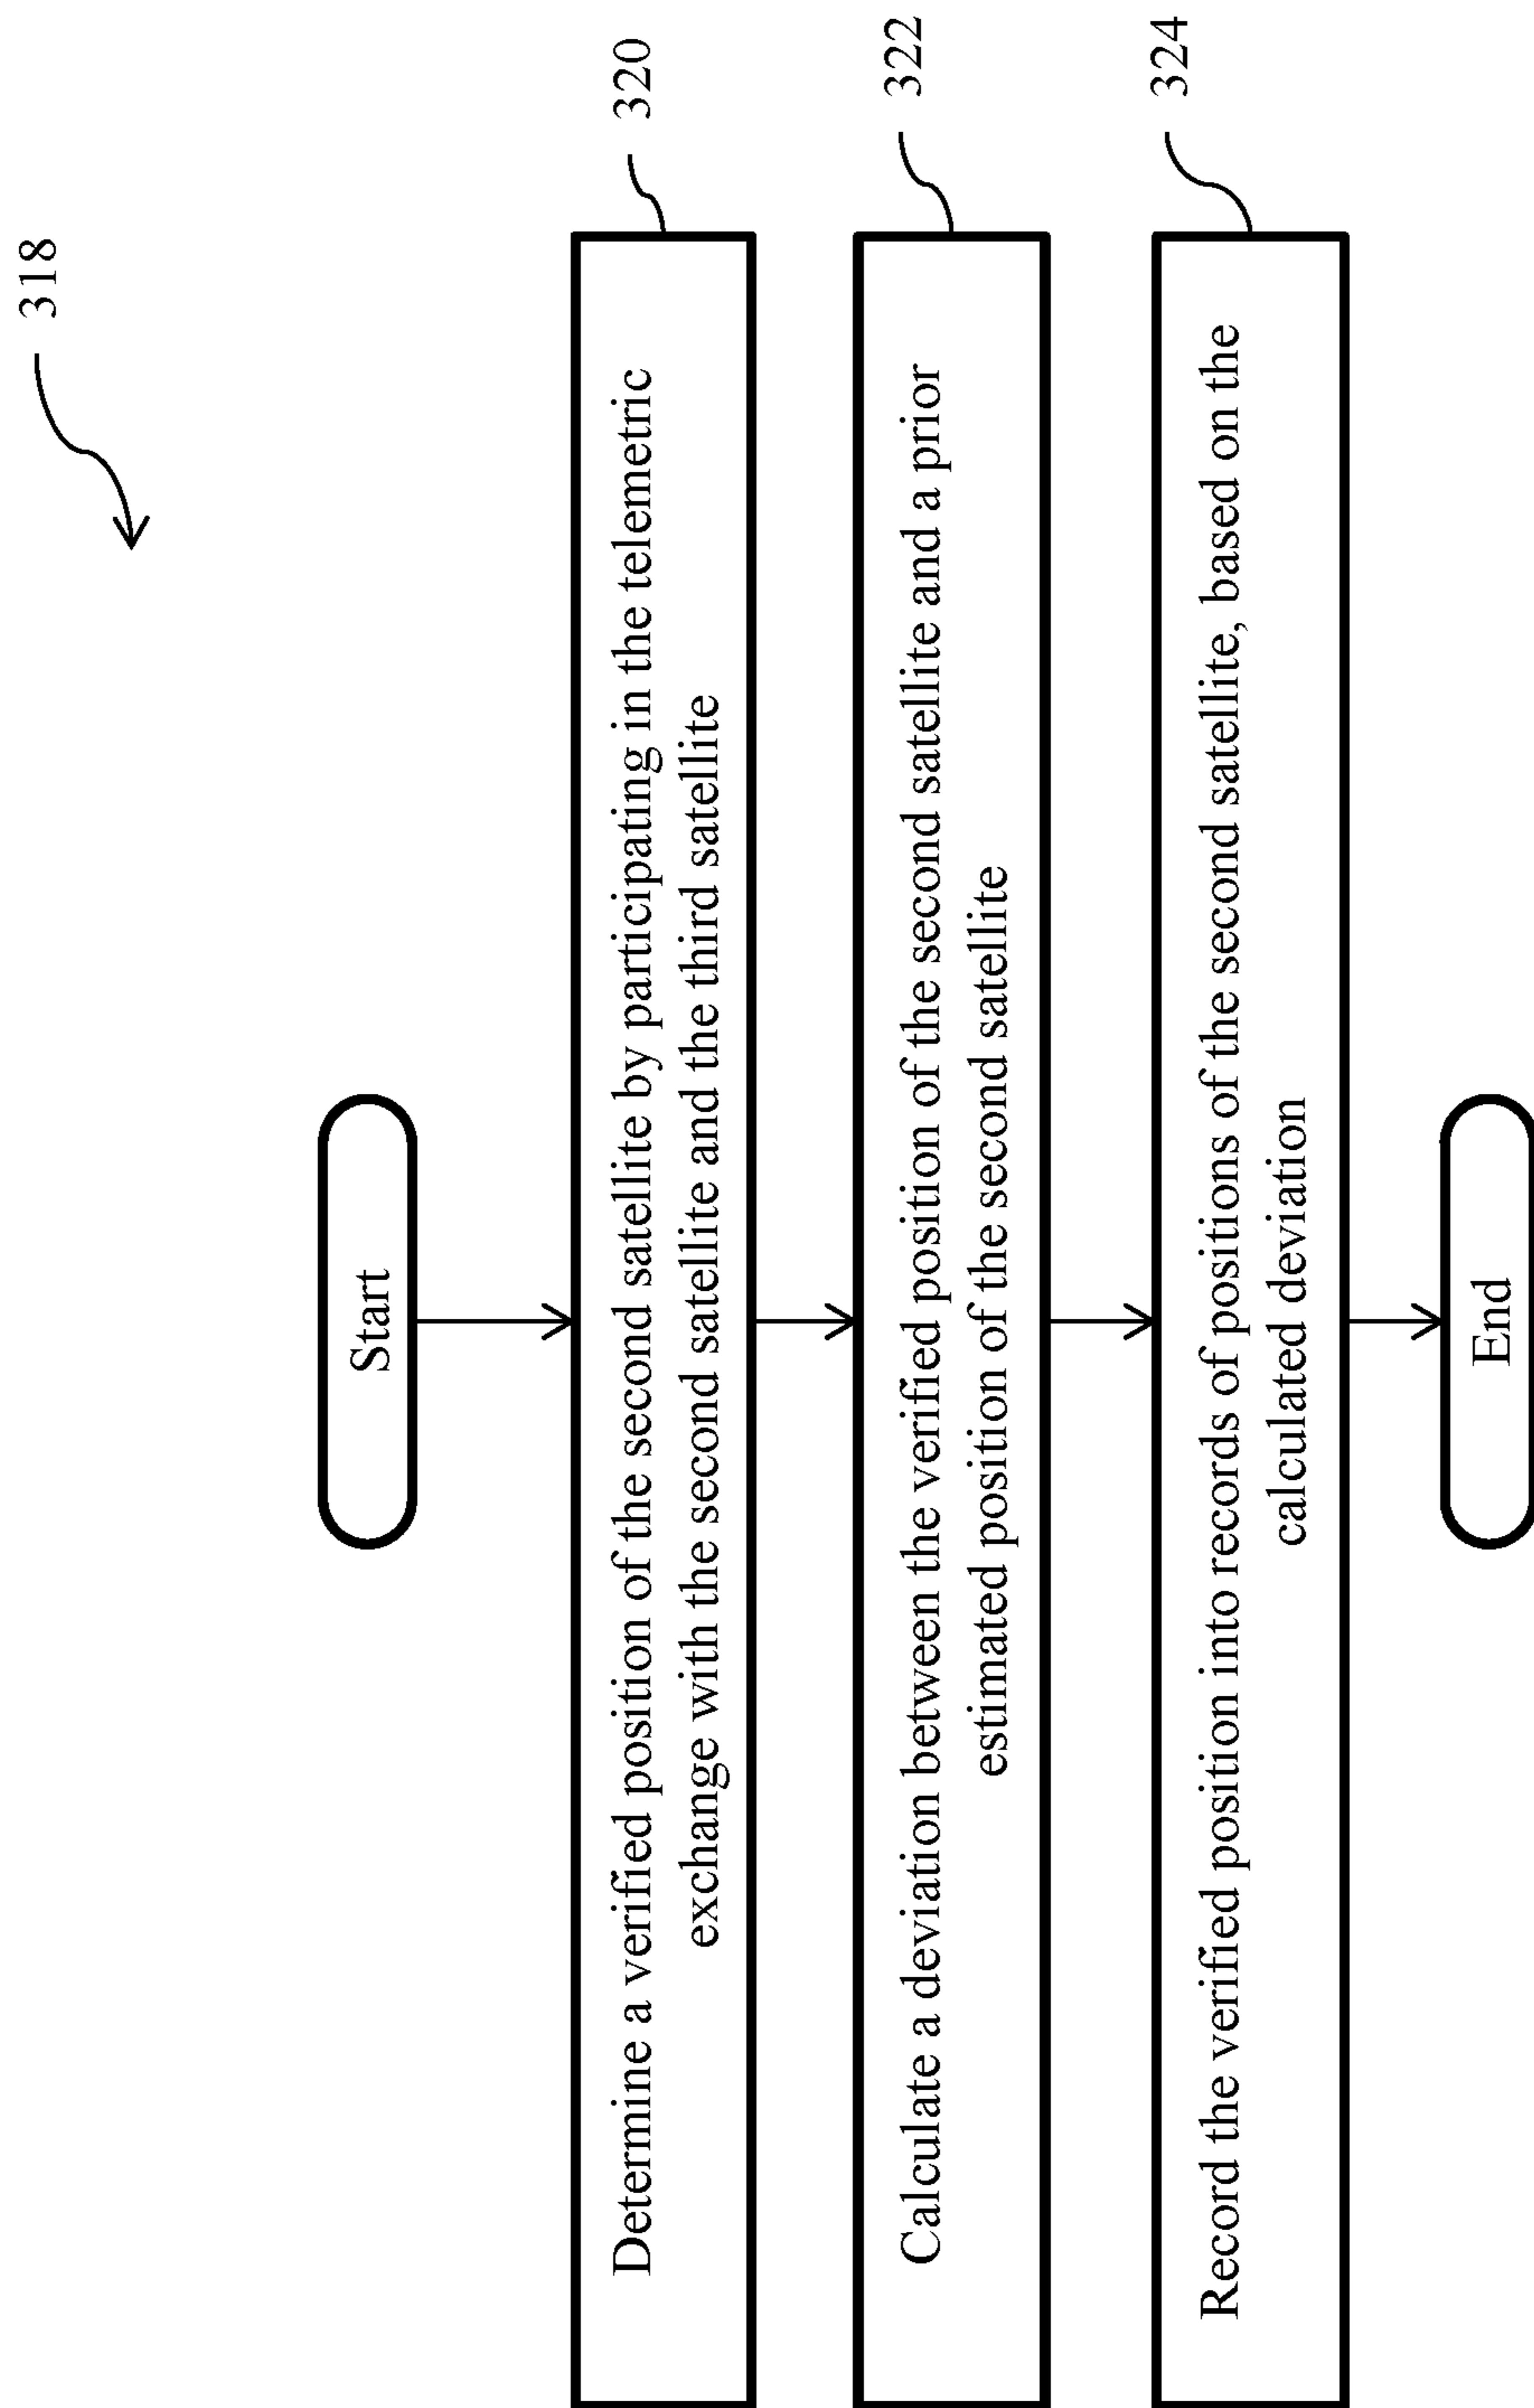 318
Start
Determine a verified position of the second satellite by participating in the telemetric
exchange with the second satellite and the third satellite
320
Calculate a deviation between the verified position of the second satellite and a prior
estimated position of the second satellite
322
Record the verified position into records of positions of the second satellite, based on the
calculated deviation
324
End